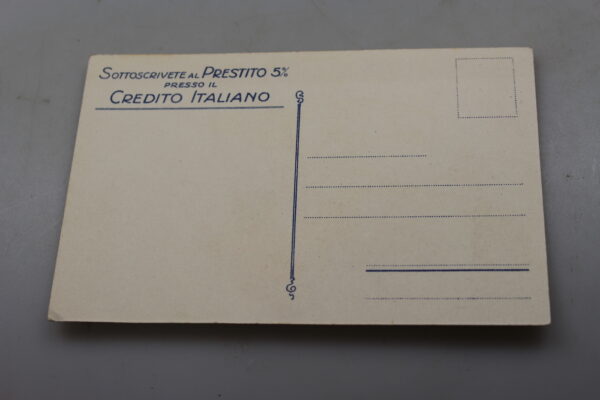 SOTTOSCRIVETE AL PRESTITO 5%
PRESSO IL
CREDITO ITALIANO